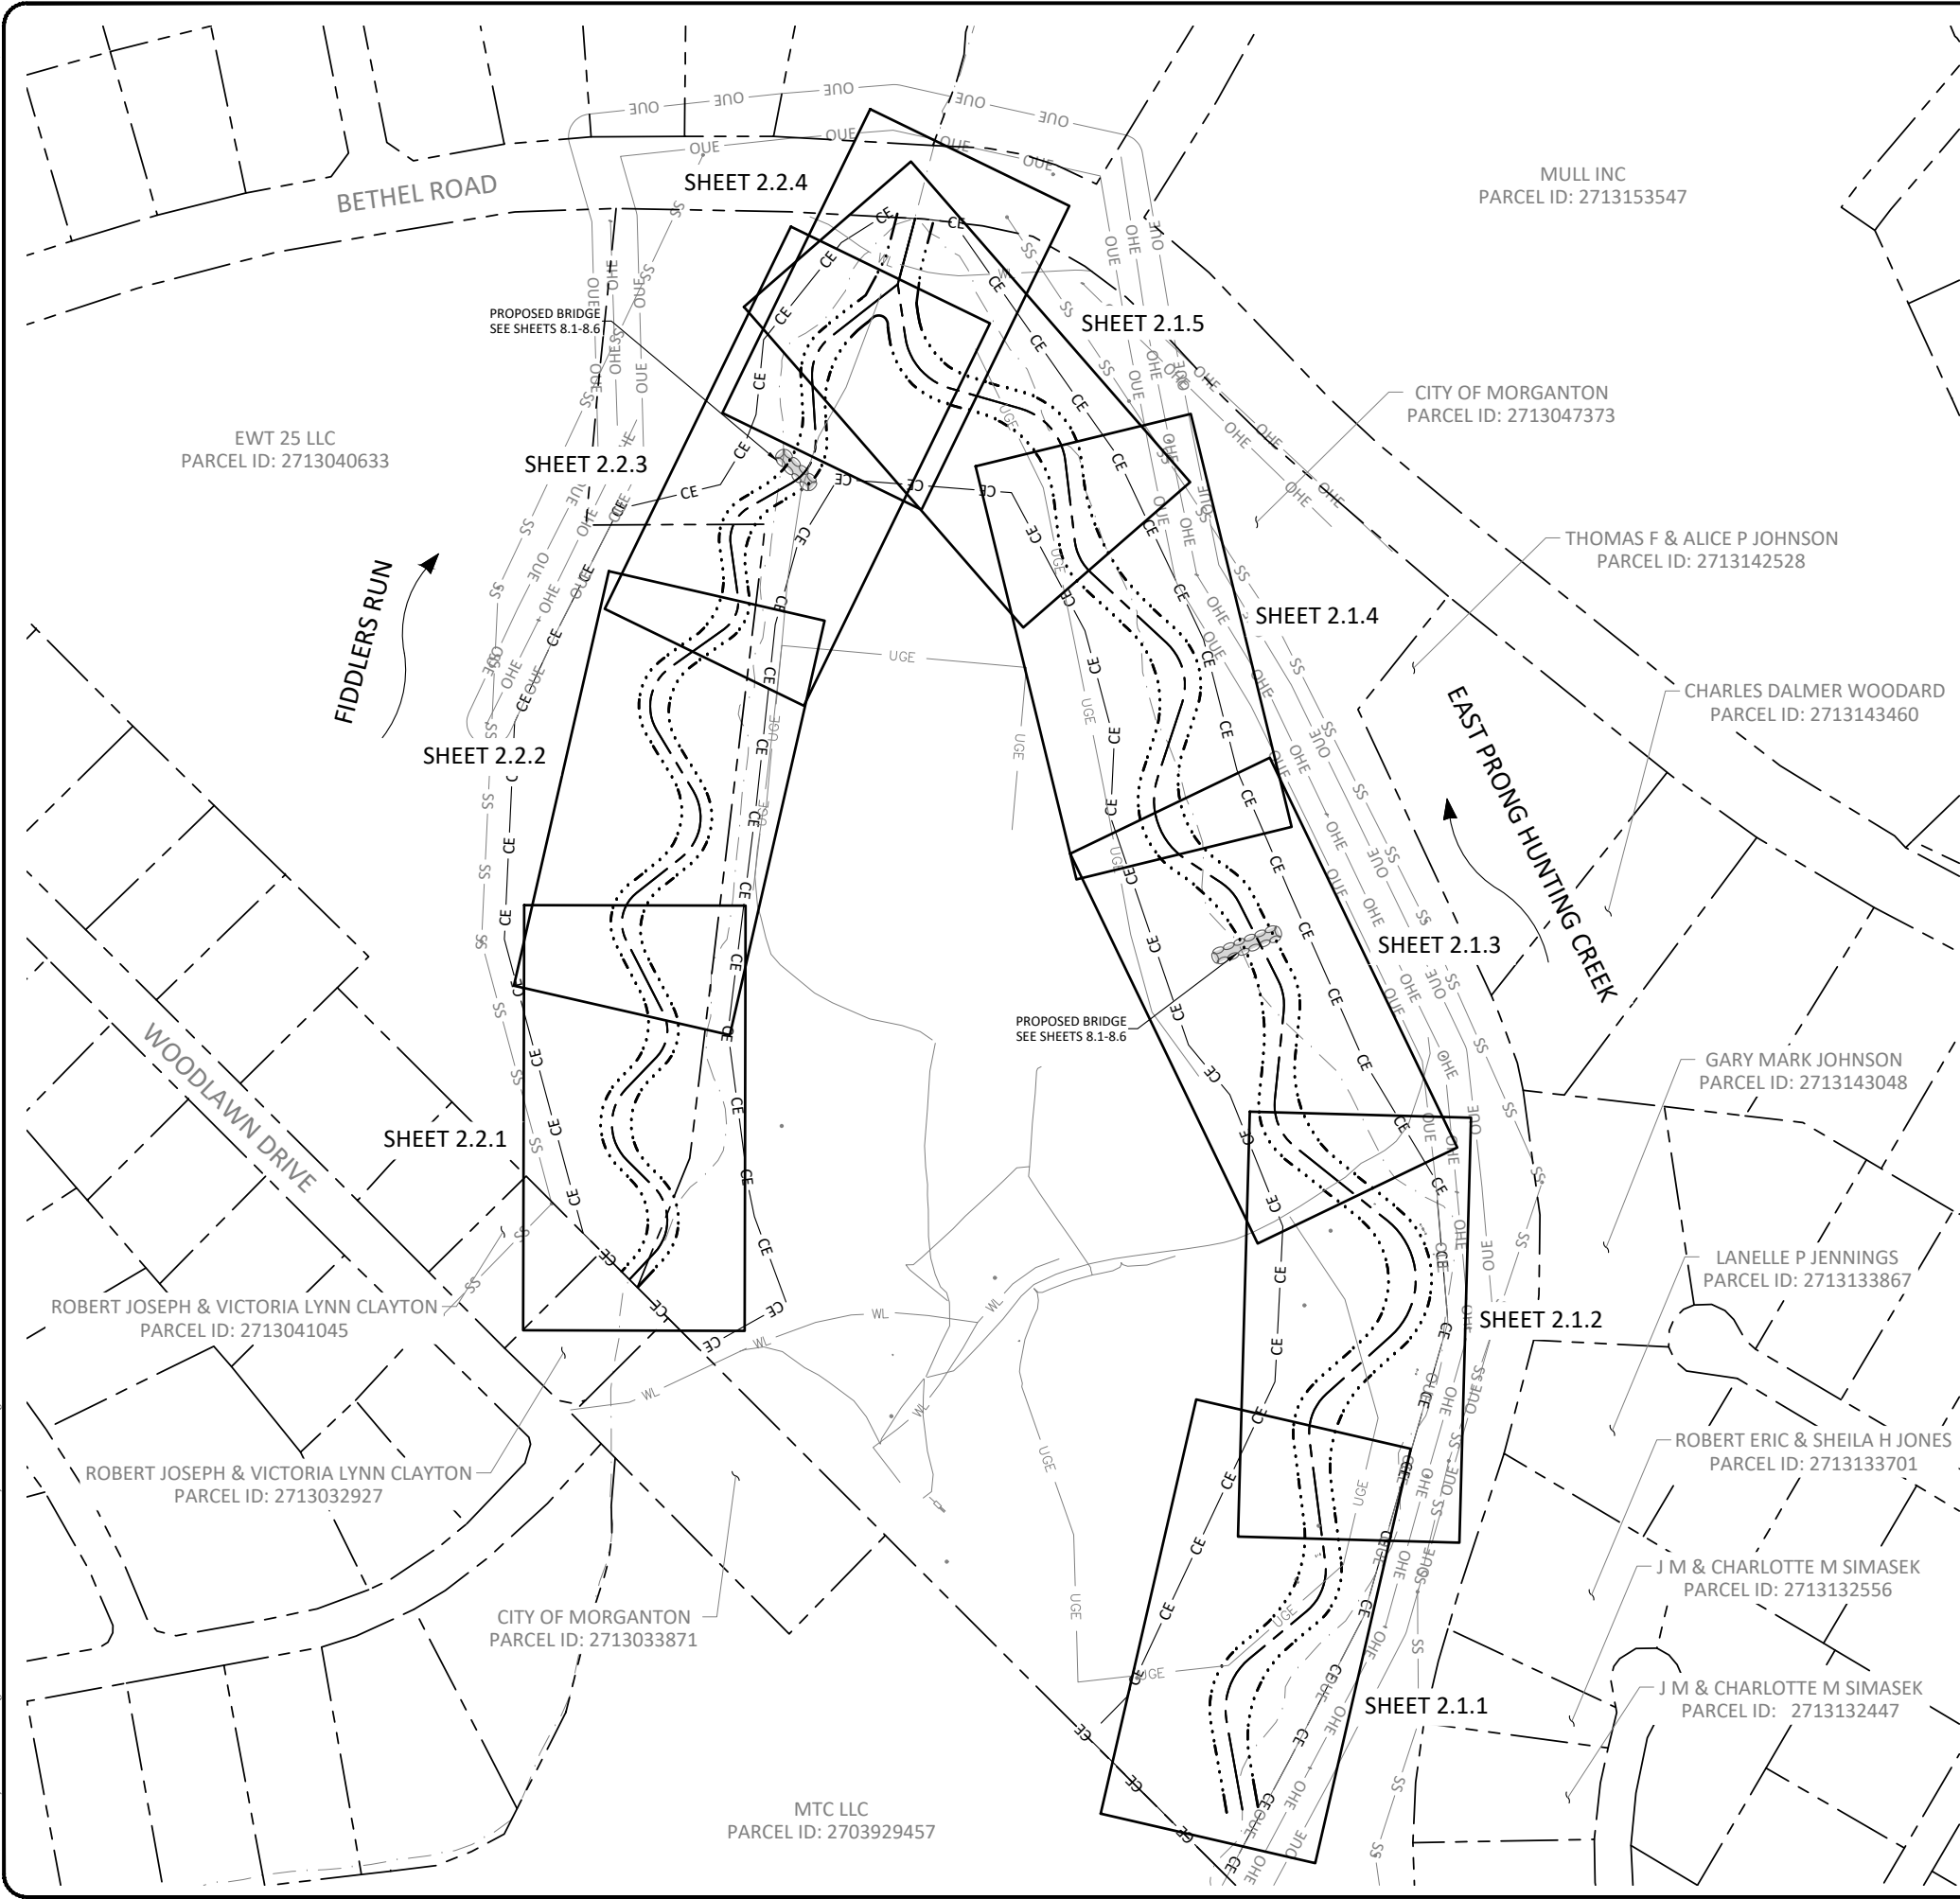 BETHEL ROAD
SHEET 2.2.4
MULL INC
PARCEL ID: 2713153547
PROPOSED BRIDGE
SEE SHEETS 8.1-8.6
SHEET 2.1.5
CITY OF MORGANTON
PARCEL ID: 2713047373
EWT 25 LLC
PARCEL ID: 2713040633
SHEET 2.2.3
THOMAS F & ALICE P JOHNSON
PARCEL ID: 2713142528
FIDDLERS RUN
SHEET 2.1.4
UGE
CHARLES DALMER WOODARD
PARCEL ID: 2713143460
SHEET 2.2.2
EAST PRONG HUNTING CREEK
SHEET 2.1.3
PROPOSED BRIDGE
SEE SHEETS 8.1-8.6
GARY MARK JOHNSON
PARCEL ID: 2713143048
WOODLAWN DRIVE
SHEET 2.2.1
LANELLE P JENNINGS
PARCEL ID: 2713133867
ROBERT JOSEPH & VICTORIA LYNN CLAYTON
PARCEL ID: 2713041045
SHEET 2.1.2
WL
OUE
OHE
SS
CE
ROBERT ERIC & SHEILA H JONES
PARCEL ID: 2713133701
ROBERT JOSEPH & VICTORIA LYNN CLAYTON
PARCEL ID: 2713032927
J M & CHARLOTTE M SIMASEK
PARCEL ID: 2713132556
CITY OF MORGANTON
PARCEL ID: 2713033871
J M & CHARLOTTE M SIMASEK
PARCEL ID: 2713132447
SHEET 2.1.1
MTC LLC
PARCEL ID: 2703929457